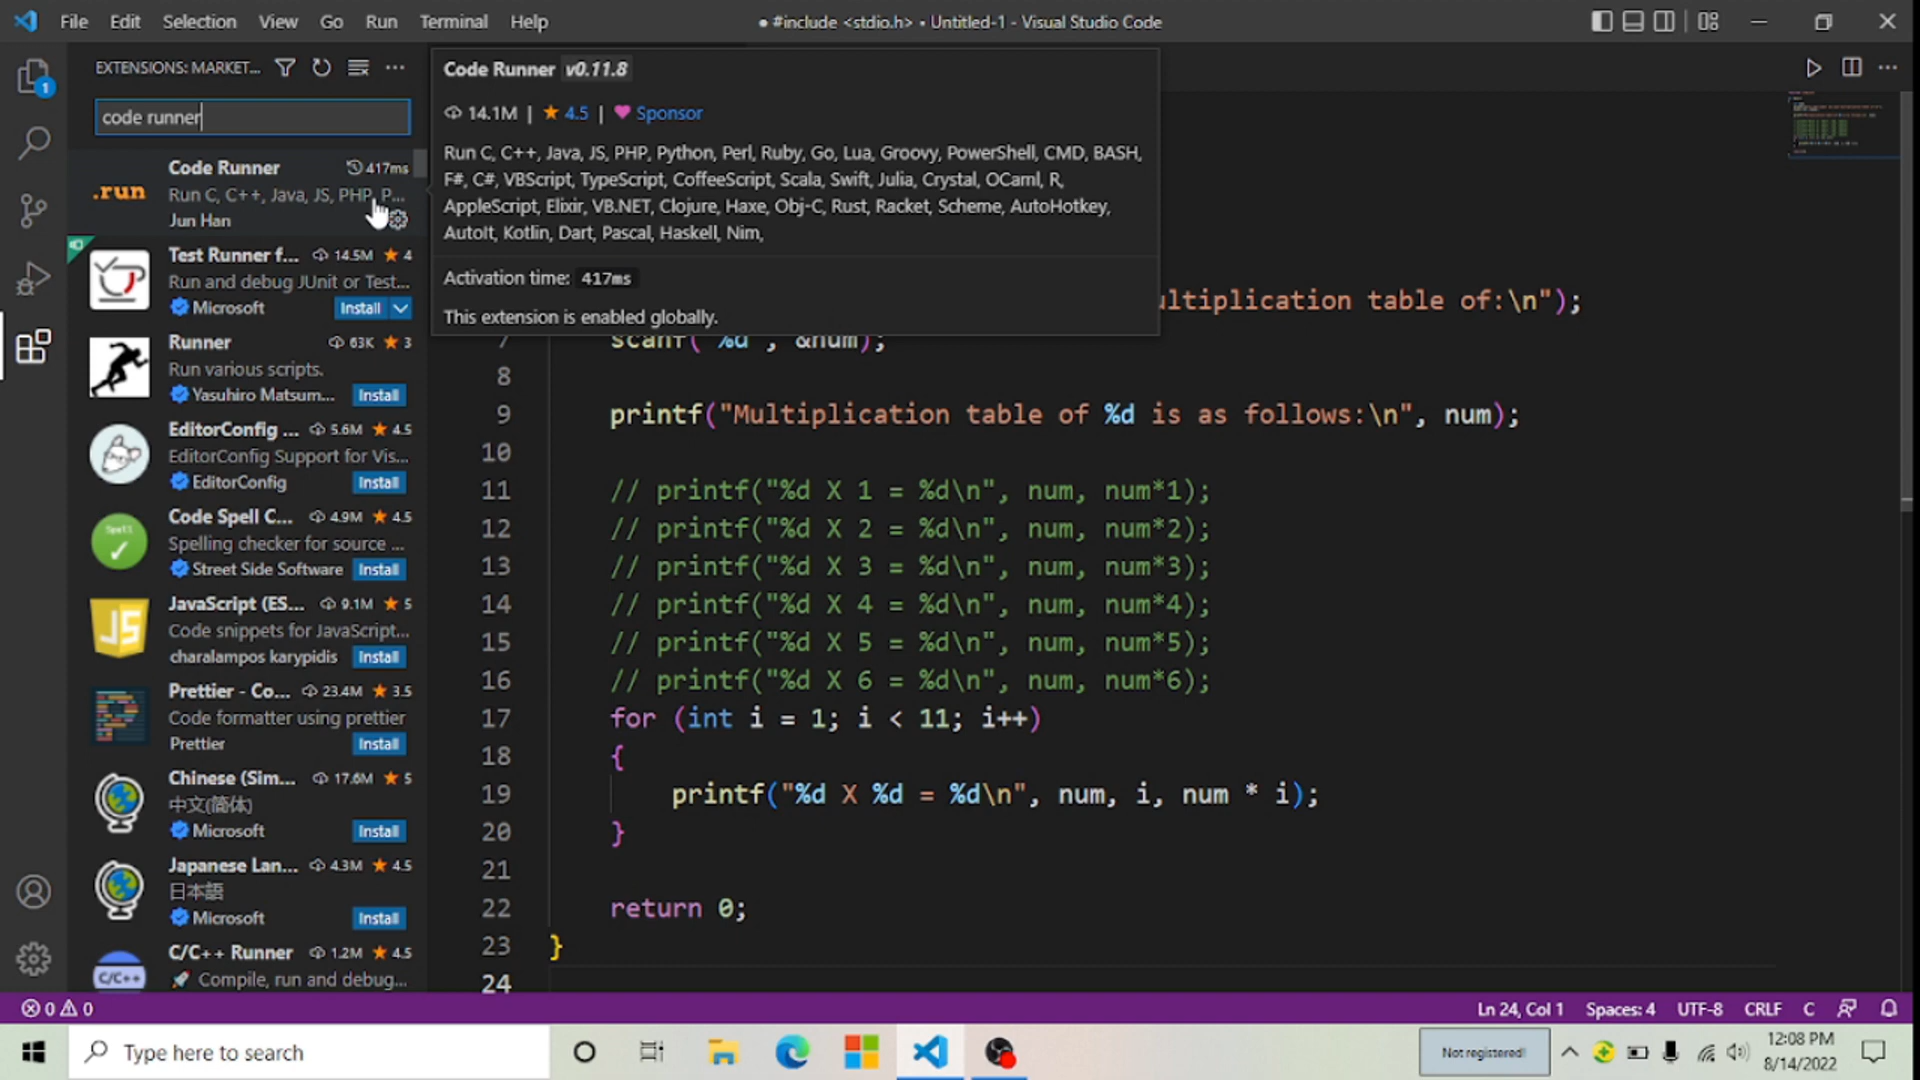 File Edit Selection View Go Run Terminal Help
● #include <stdio.h> • Untitled-1 - Visual Studio Code
EXTENSIONS: MARKET...
1
code runner
.run
Code Runner 417ms
Run C, C++, Java, JS, PHP, P...
Jun Han
Test Runner f... 14.5M ★ 4
Run and debug JUnit or Test...
Microsoft Install
Runner 63K ★ 3
Run various scripts.
Yasuhiro Matsum... Install
EditorConfig ... 5.6M ★ 4.5
EditorConfig Support for Vis...
EditorConfig Install
Code Spell C... 4.9M ★ 4.5
Spelling checker for source ...
Street Side Software Install
JS
JavaScript (ES... 9.1M ★ 5
Code snippets for JavaScript...
charalampos karypidis Install
Prettier - Co... 23.4M ★ 3.5
Code formatter using prettier
Prettier Install
Chinese (Sim... 17.6M ★ 5
中文(简体)
Microsoft Install
Japanese Lan... 4.3M ★ 4.5
日本語
Microsoft Install
C/C++
C/C++ Runner 1.2M ★ 4.5
🚀 Compile, run and debug...
Code Runner v0.11.8
14.1M | ★ 4.5 | Sponsor
Run C, C++, Java, JS, PHP, Python, Perl, Ruby, Go, Lua, Groovy, PowerShell, CMD, BASH,
F#, C#, VBScript, TypeScript, CoffeeScript, Scala, Swift, Julia, Crystal, OCaml, R,
AppleScript, Elixir, VB.NET, Clojure, Haxe, Obj-C, Rust, Racket, Scheme, AutoHotkey,
AutoIt, Kotlin, Dart, Pascal, Haskell, Nim,
Activation time: 417ms
This extension is enabled globally.
ultiplication table of:\n");
7 scanf("%d", &num);
8
9 printf("Multiplication table of %d is as follows:\n", num);
10
11 // printf("%d X 1 = %d\n", num, num*1);
12 // printf("%d X 2 = %d\n", num, num*2);
13 // printf("%d X 3 = %d\n", num, num*3);
14 // printf("%d X 4 = %d\n", num, num*4);
15 // printf("%d X 5 = %d\n", num, num*5);
16 // printf("%d X 6 = %d\n", num, num*6);
17 for (int i = 1; i < 11; i++)
18 {
19 printf("%d X %d = %d\n", num, i, num * i);
20 }
21
22 return 0;
23 }
24
0 0
Ln 24, Col 1 Spaces: 4 UTF-8 CRLF C
Type here to search
Not registered!
12:08 PM
8/14/2022